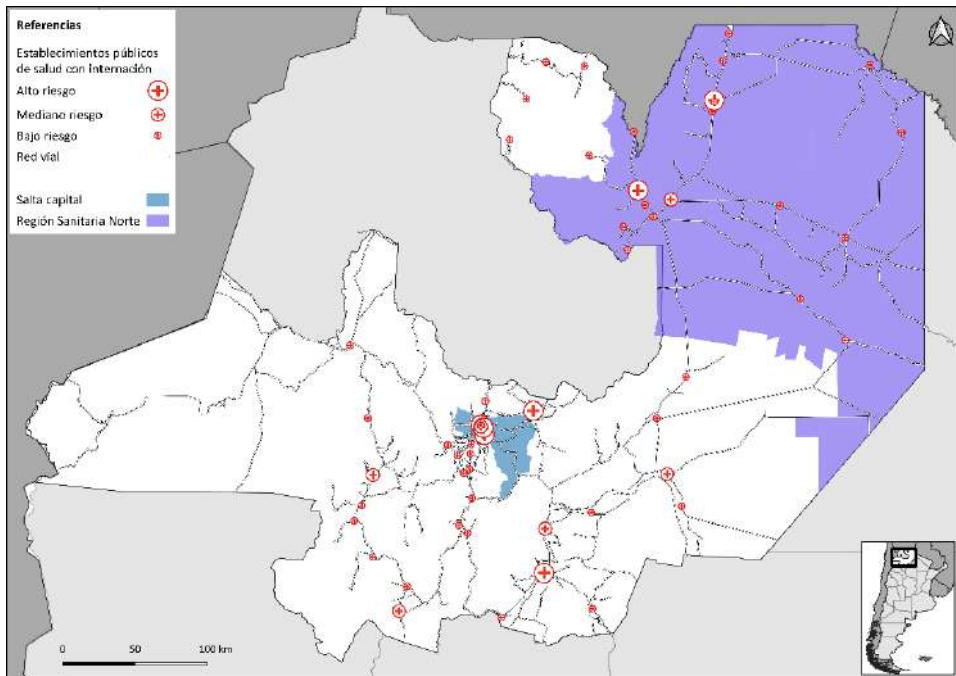 Referencias
Establecimientos públicos
de salud con internación
Alto riesgo
Mediano riesgo
Bajo riesgo
Red vial
Salta capital
Región Sanitaria Norte
0 50 100 km